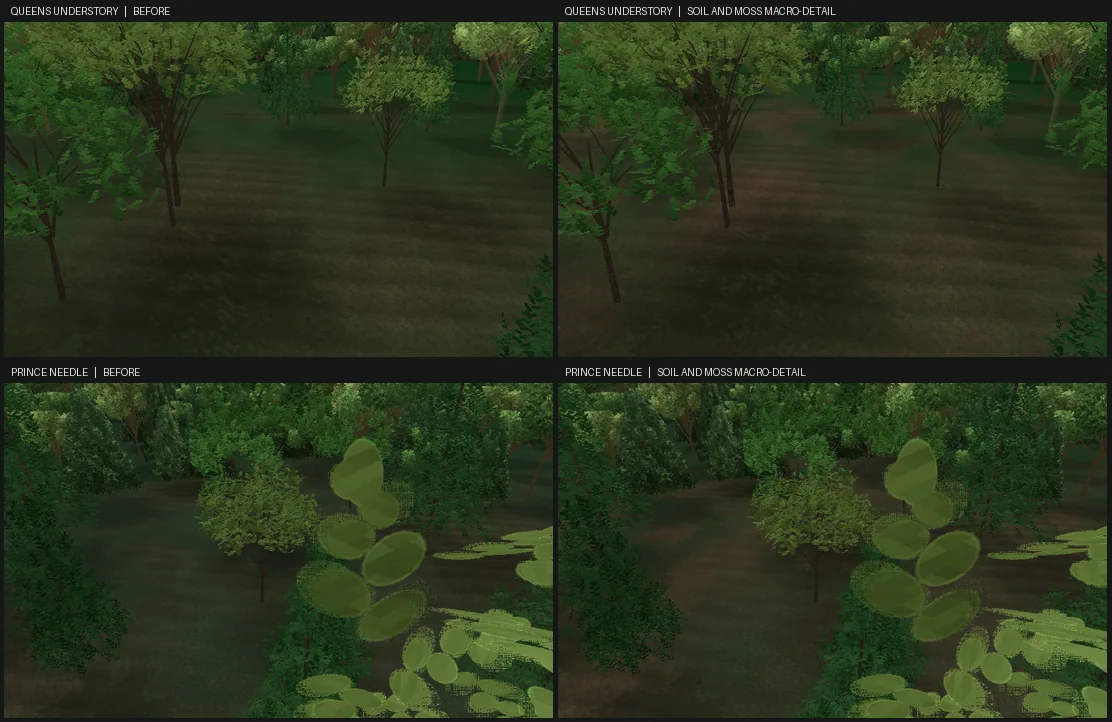 QUEENS UNDERSTORY | BEFORE
QUEENS UNDERSTORY | SOIL AND MOSS MACRO-DETAIL
PRINCE NEEDLE | BEFORE
PRINCE NEEDLE | SOIL AND MOSS MACRO-DETAIL